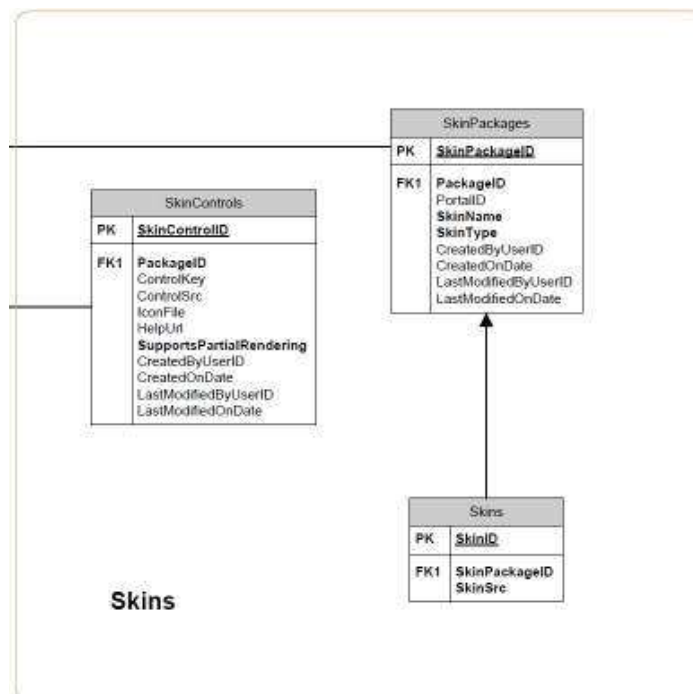 SkinPackages
PK SkinPackageID
FK1 PackageID
PortalID
SkinName
SkinType
CreatedByUserID
CreatedOnDate
LastModifiedByUserID
LastModifiedOnDate
SkinControls
PK SkinControlID
FK1 PackageID
ControlKey
ControlSrc
IconFile
HelpUrl
SupportsPartialRendering
CreatedByUserID
CreatedOnDate
LastModifiedByUserID
LastModifiedOnDate
Skins
PK SkinID
FK1 SkinPackageID
SkinSrc
Skins